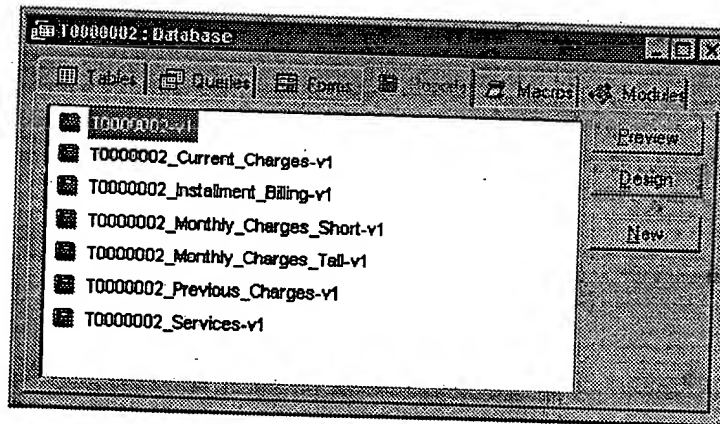 T0000002 : Database
Tables Queries Forms Reports Macros Modules
T0000002-v1
T0000002_Current_Charges-v1
T0000002_Installment_Billing-v1
T0000002_Monthly_Charges_Short-v1
T0000002_Monthly_Charges_Tall-v1
T0000002_Previous_Charges-v1
T0000002_Services-v1
Preview
Design
New